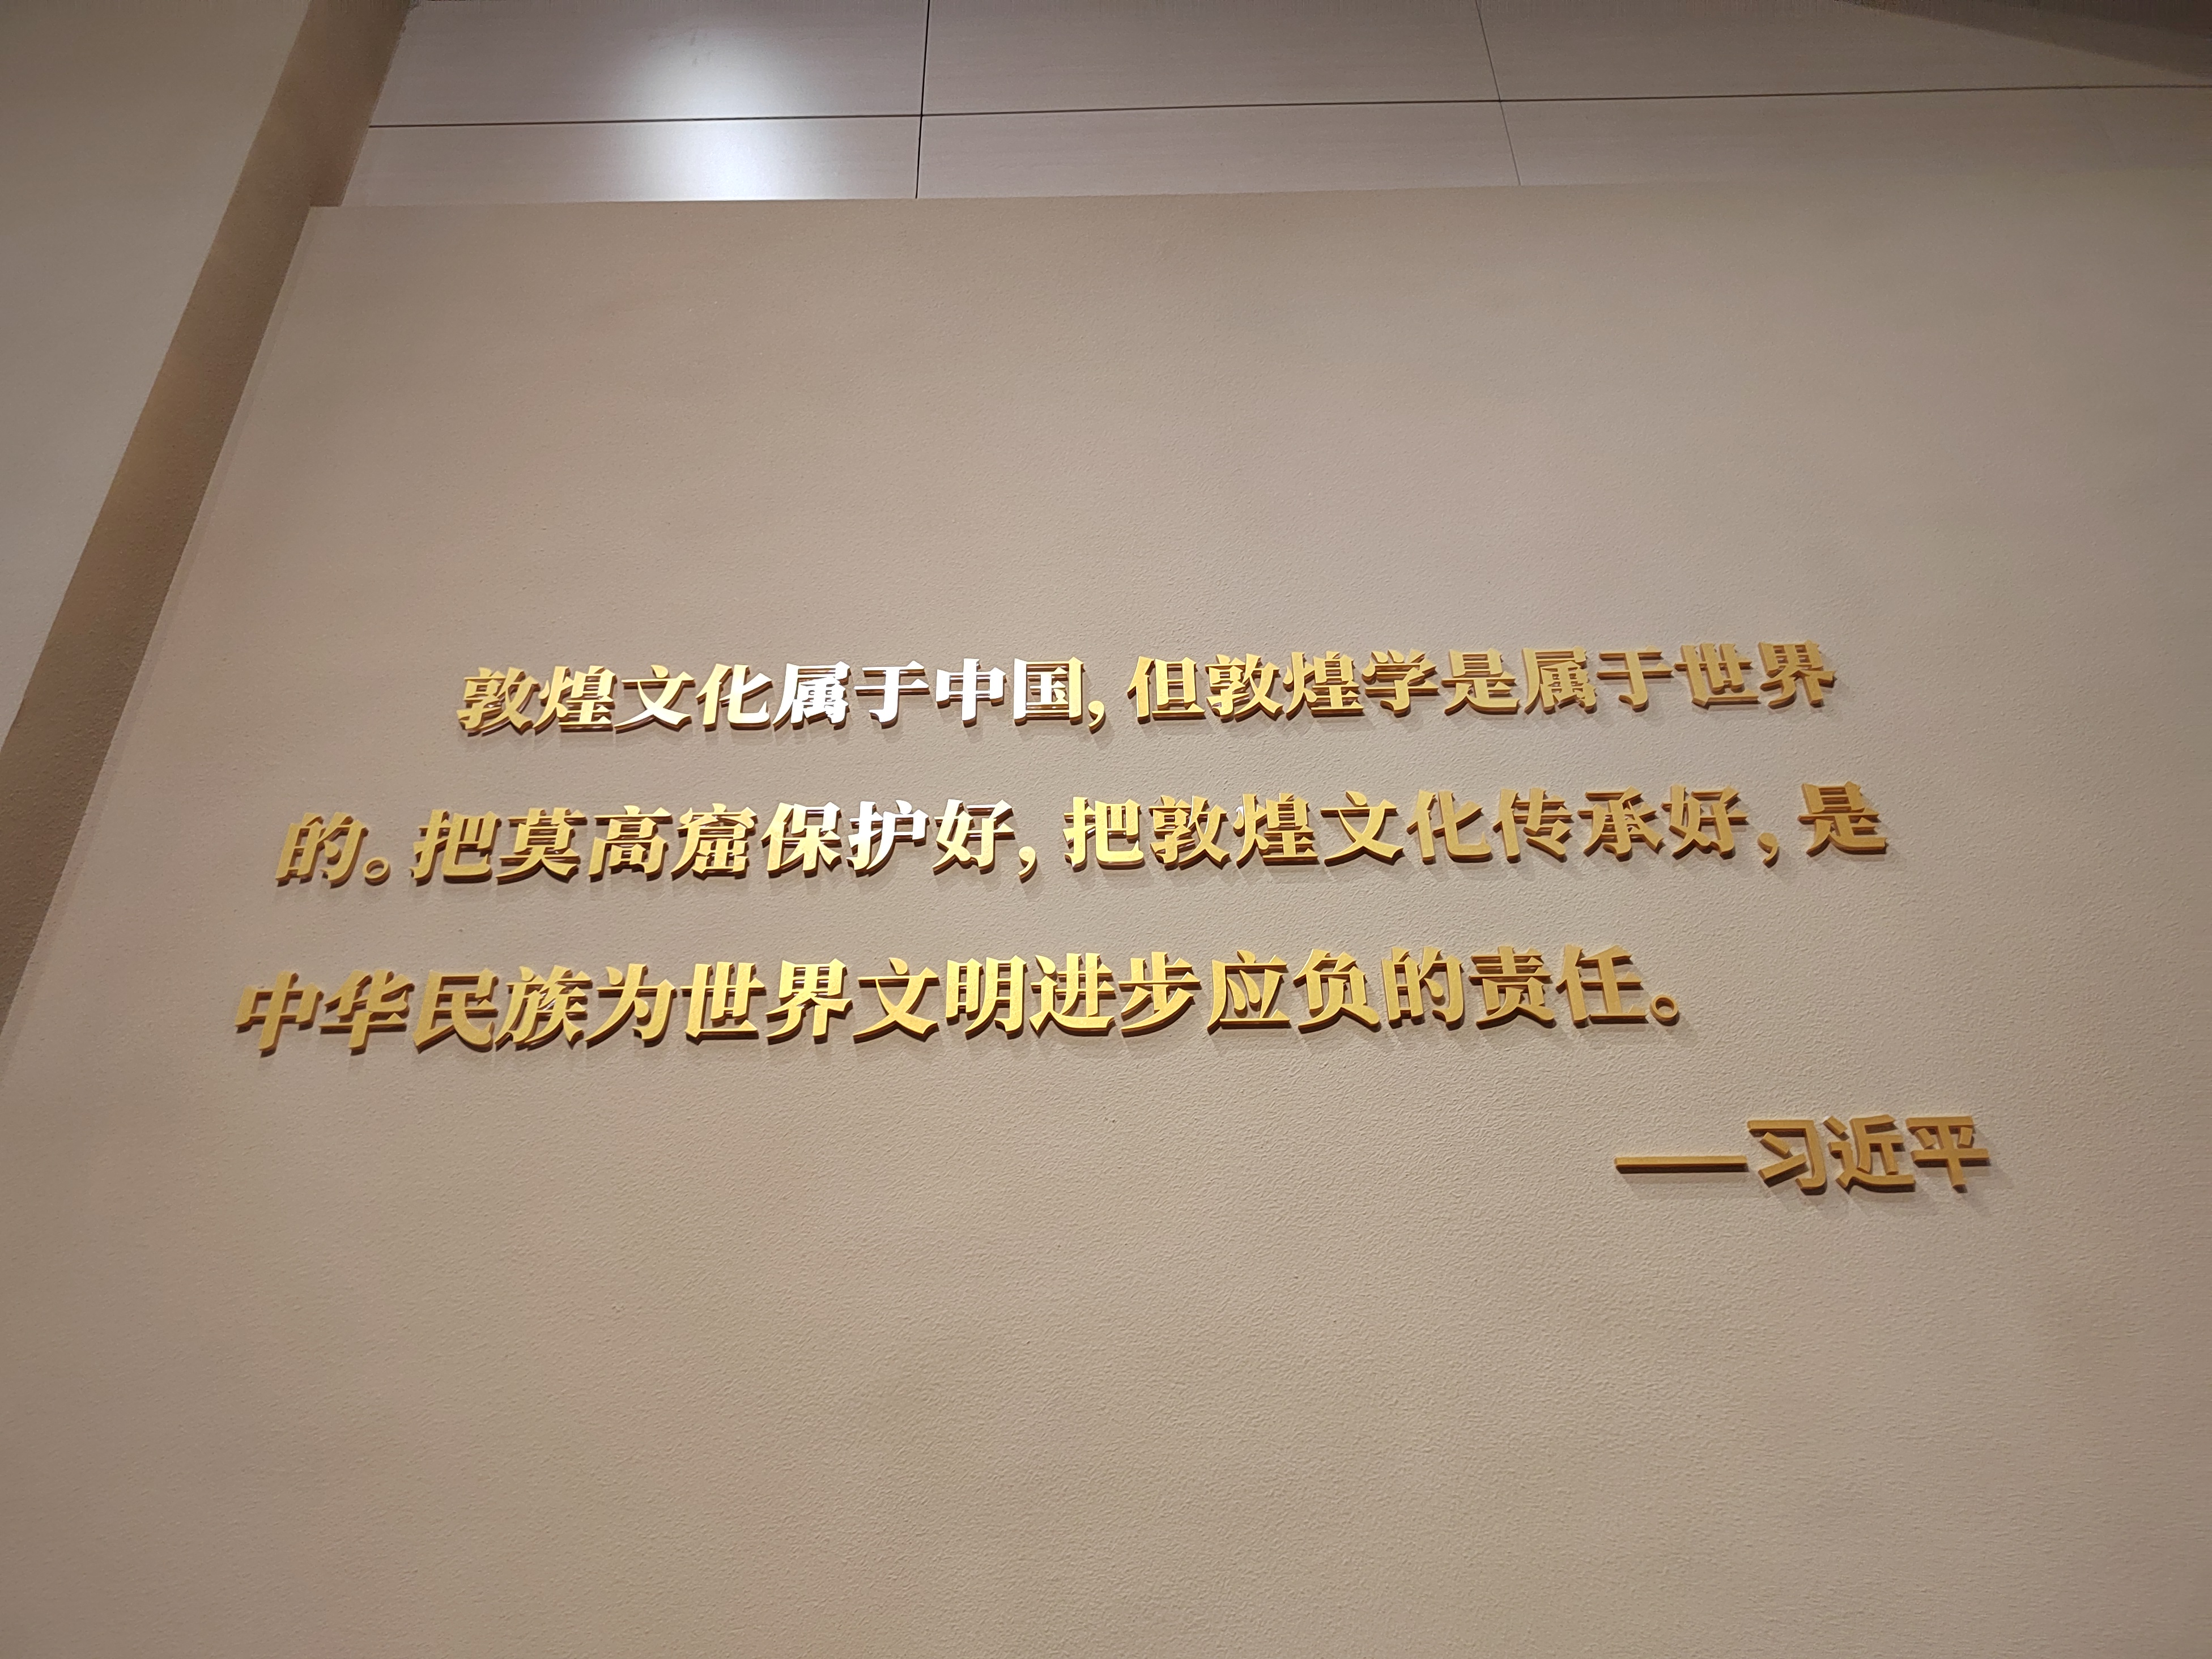 敦煌文化属于中国，但敦煌学是属于世界
的。把莫高窟保护好，把敦煌文化传承好，是
中华民族为世界文明进步应负的责任。
——习近平